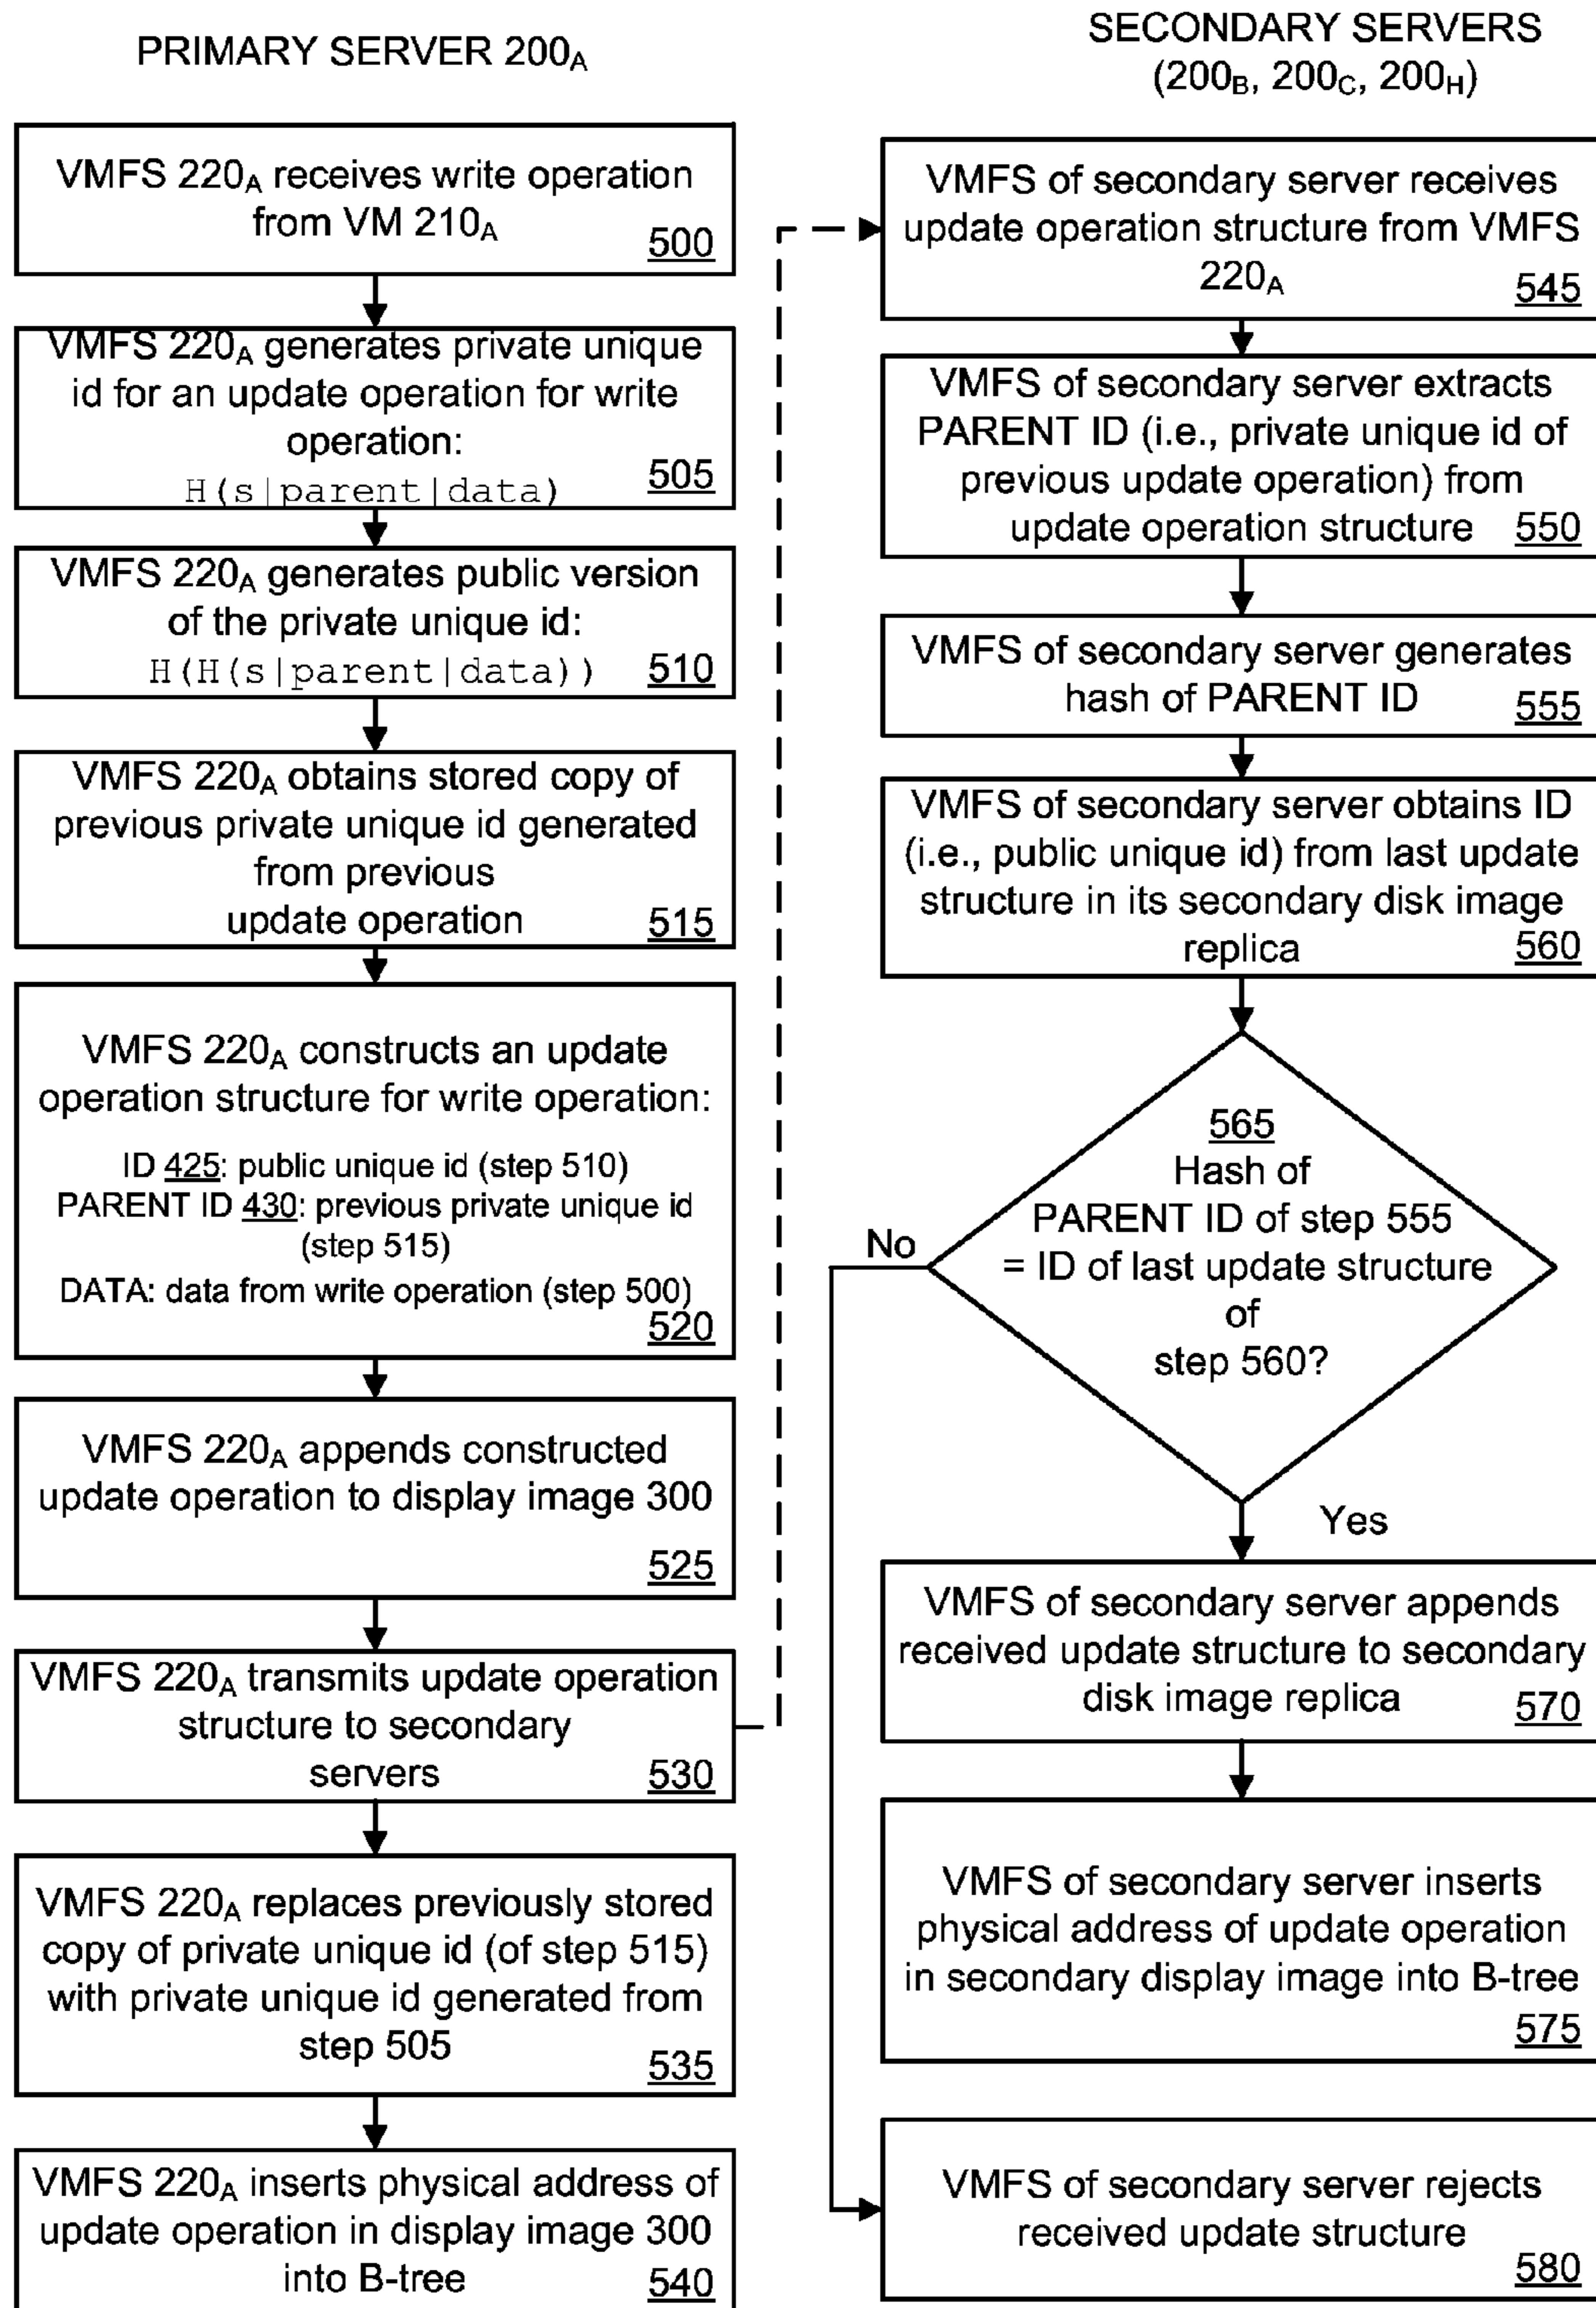 PRIMARY SERVER 200A
VMFS 220A receives write operation
from VM 210A
500
VMFS 220A generates private unique
id for an update operation for write
operation:
H(s|parent|data)
505
VMFS 220A generates public version
of the private unique id:
H(H(s|parent|data))
510
VMFS 220A obtains stored copy of
previous private unique id generated
from previous
update operation
515
VMFS 220A constructs an update
operation structure for write operation:
ID 425: public unique id (step 510)
PARENT ID 430: previous private unique id
(step 515)
DATA: data from write operation (step 500)
520
VMFS 220A appends constructed
update operation to display image 300
525
VMFS 220A transmits update operation
structure to secondary
servers
530
VMFS 220A replaces previously stored
copy of private unique id (of step 515)
with private unique id generated from
step 505
535
VMFS 220A inserts physical address of
update operation in display image 300
into B-tree
540
SECONDARY SERVERS
(200B, 200C, 200H)
VMFS of secondary server receives
update operation structure from VMFS
220A
545
VMFS of secondary server extracts
PARENT ID (i.e., private unique id of
previous update operation) from
update operation structure
550
VMFS of secondary server generates
hash of PARENT ID
555
VMFS of secondary server obtains ID
(i.e., public unique id) from last update
structure in its secondary disk image
replica
560
565
Hash of
PARENT ID of step 555
= ID of last update structure
of
step 560?
No
Yes
VMFS of secondary server appends
received update structure to secondary
disk image replica
570
VMFS of secondary server inserts
physical address of update operation
in secondary display image into B-tree
575
VMFS of secondary server rejects
received update structure
580